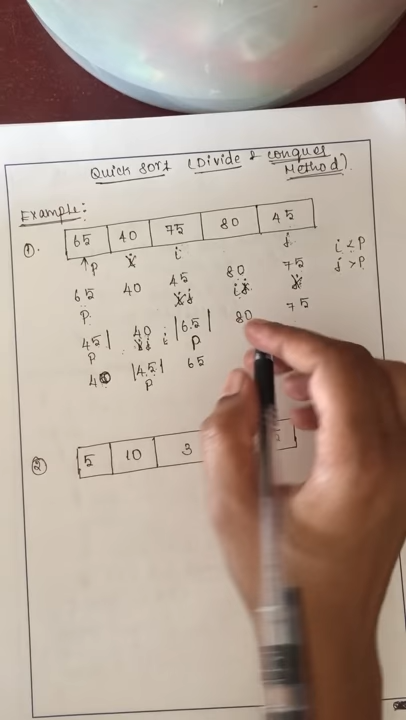 Quick sort (Divide & conquer
Method).
Example:
①. 65 40 75 80 45
↑P i i j i < P
65 40 45 80 75 j > P
P i j i j j
45| 40 |65| 80 75
P i j i P
40 |45| 65
P
② 5 10 3